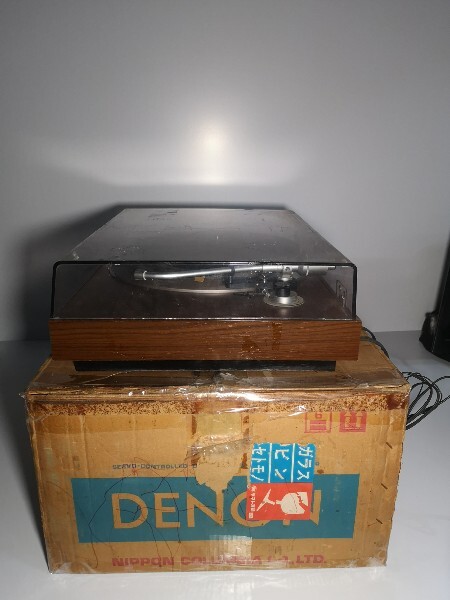 ガラス
ビン
セトモノ
SERVO-CONTROLLED
DENON
NIPPON COLUMBIA CO., LTD.